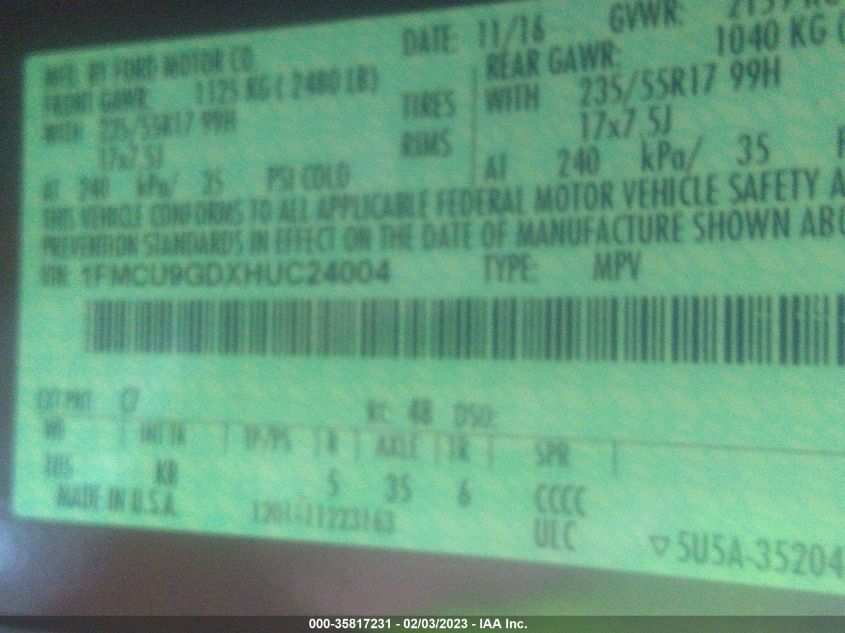 MFD. BY FORD MOTOR CO. DATE: 11/16 GVWR:
FRONT GAWR: 1125 KG ( 2480 LB) REAR GAWR: 1040 KG (
WITH 235/55R17 99H TIRES WITH 235/55R17 99H
17x7.5J RIMS 17x7.5J
AT 240 kPa/ 35 PSI COLD AT 240 kPa/ 35
THIS VEHICLE CONFORMS TO ALL APPLICABLE FEDERAL MOTOR VEHICLE SAFETY A
PREVENTION STANDARDS IN EFFECT ON THE DATE OF MANUFACTURE SHOWN ABO
VIN: 1FMCU9GDXHUC24004 TYPE: MPV
EXT PNT: RC: 48 DSO:
WB INT TR TP/PS R AXLE TR SPR
105 KB 5 35 6 CCCC
MADE IN U.S.A. ULC
▽5U5A-35204
000-35817231 - 02/03/2023 - IAA Inc.